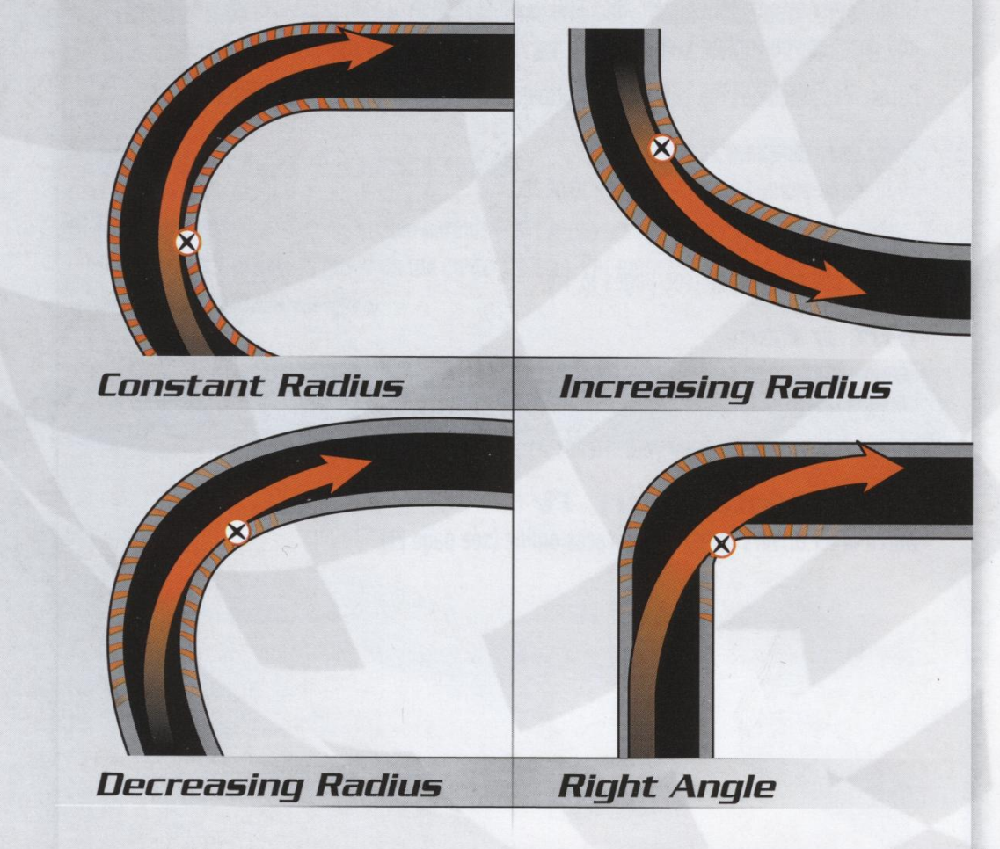 Constant Radius
Increasing Radius
Decreasing Radius
Right Angle